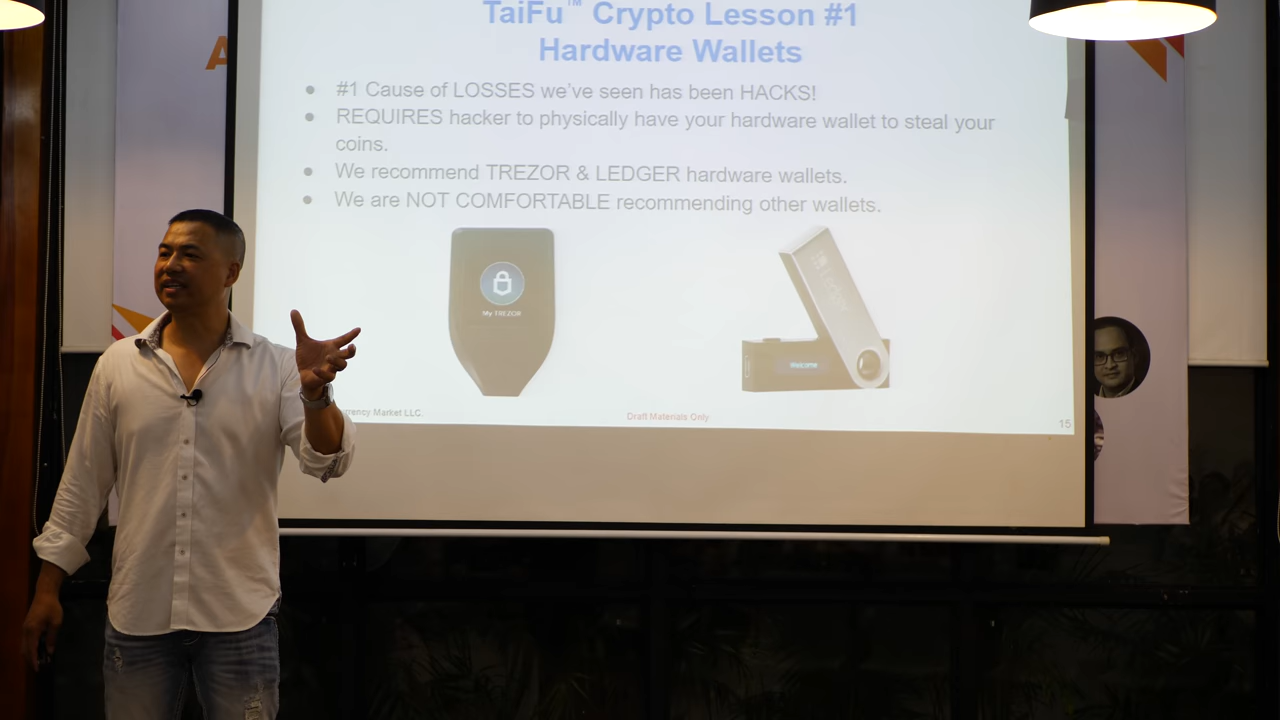 TaiFu™ Crypto Lesson #1
Hardware Wallets
● #1 Cause of LOSSES we've seen has been HACKS!
● REQUIRES hacker to physically have your hardware wallet to steal your
coins.
● We recommend TREZOR & LEDGER hardware wallets.
● We are NOT COMFORTABLE recommending other wallets.
My TREZOR
Ledger
Welcome
Market LLC.
Draft Materials Only
15
A